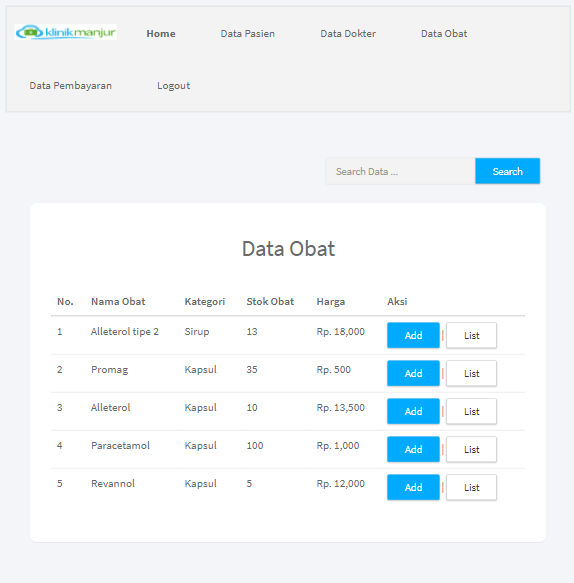 klinikmanjur Home Data Pasien Data Dokter Data Obat
Data Pembayaran Logout
Search Data ... Search
Data Obat
No. Nama Obat Kategori Stok Obat Harga Aksi
1 Alleterol tipe 2 Sirup 13 Rp. 18,000 Add | List
2 Promag Kapsul 35 Rp. 500 Add | List
3 Alleterol Kapsul 10 Rp. 13,500 Add | List
4 Paracetamol Kapsul 100 Rp. 1,000 Add | List
5 Revannol Kapsul 5 Rp. 12,000 Add | List